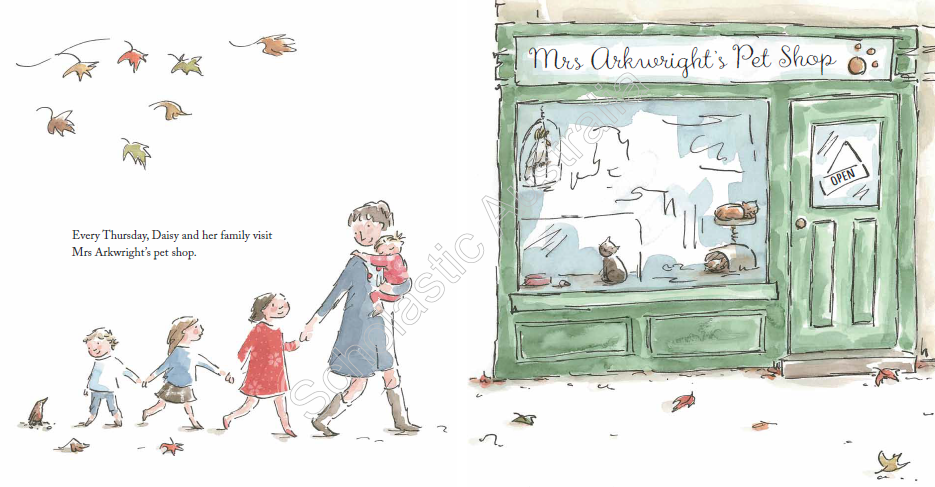 Every Thursday, Daisy and her family visit
Mrs Arkwright's pet shop.
Mrs Arkwright's Pet Shop
OPEN
Scholastic Australia